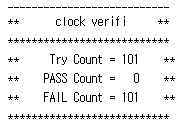 ---------------------------
**      clock verifi      **
***************************
**     Try Count = 101    **
**    PASS Count =   0    **
**    FAIL Count = 101    **
***************************